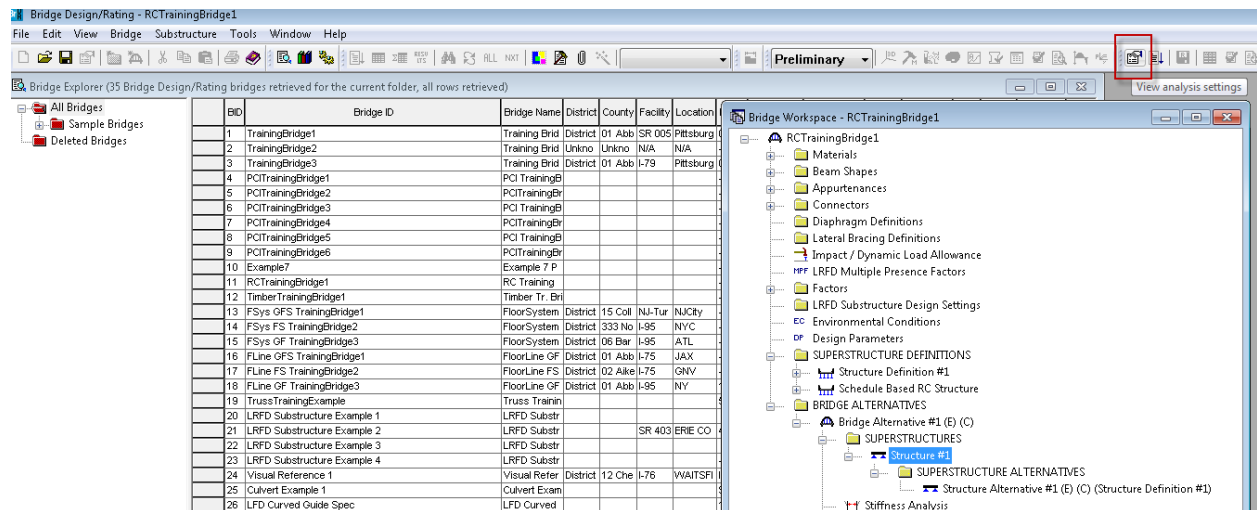 Bridge Design/Rating - RCTrainingBridge1
File Edit View Bridge Substructure Tools Window Help
ALL NXT Preliminary
View analysis settings
Bridge Explorer (35 Bridge Design/Rating bridges retrieved for the current folder, all rows retrieved)
All Bridges
Sample Bridges
Deleted Bridges
BID Bridge ID Bridge Name District County Facility Location
1 TrainingBridge1 Training Brid District 01 Abb SR 005 Pittsburg
2 TrainingBridge2 Training Brid Unkno Unkno N/A N/A
3 TrainingBridge3 Training Brid District 01 Abb I-79 Pittsburg
4 PCITrainingBridge1 PCI TrainingB
5 PCITrainingBridge2 PCITrainingBr
6 PCITrainingBridge3 PCI TrainingB
7 PCITrainingBridge4 PCITrainingBr
8 PCITrainingBridge5 PCI TrainingB
9 PCITrainingBridge6 PCITrainingBr
10 Example7 Example 7 P
11 RCTrainingBridge1 RC Training
12 TimberTrainingBridge1 Timber Tr. Bri
13 FSys GFS TrainingBridge1 FloorSystem District 15 Coll NJ-Tur NJCity
14 FSys FS TrainingBridge2 FloorSystem District 333 No I-95 NYC
15 FSys GF TrainingBridge3 FloorSystem District 06 Bar I-95 ATL
16 FLine GFS TrainingBridge1 FloorLine GF District 01 Abb I-75 JAX
17 FLine FS TrainingBridge2 FloorLine FS District 02 Aike I-75 GNV
18 FLine GF TrainingBridge3 FloorLine GF District 01 Abb I-95 NY
19 TrussTrainingExample Truss Trainin
20 LRFD Substructure Example 1 LRFD Substr
21 LRFD Substructure Example 2 LRFD Substr SR 403 ERIE CO
22 LRFD Substructure Example 3 LRFD Substr
23 LRFD Substructure Example 4 LRFD Substr
24 Visual Reference 1 Visual Refer District 12 Che I-76 WAITSFI
25 Culvert Example 1 Culvert Exam
26 LFD Curved Guide Spec LFD Curved
Bridge Workspace - RCTrainingBridge1
RCTrainingBridge1
Materials
Beam Shapes
Appurtenances
Connectors
Diaphragm Definitions
Lateral Bracing Definitions
Impact / Dynamic Load Allowance
MPF LRFD Multiple Presence Factors
Factors
LRFD Substructure Design Settings
EC Environmental Conditions
DP Design Parameters
SUPERSTRUCTURE DEFINITIONS
Structure Definition #1
Schedule Based RC Structure
BRIDGE ALTERNATIVES
Bridge Alternative #1 (E) (C)
SUPERSTRUCTURES
Structure #1
SUPERSTRUCTURE ALTERNATIVES
Structure Alternative #1 (E) (C) (Structure Definition #1)
Stiffness Analysis